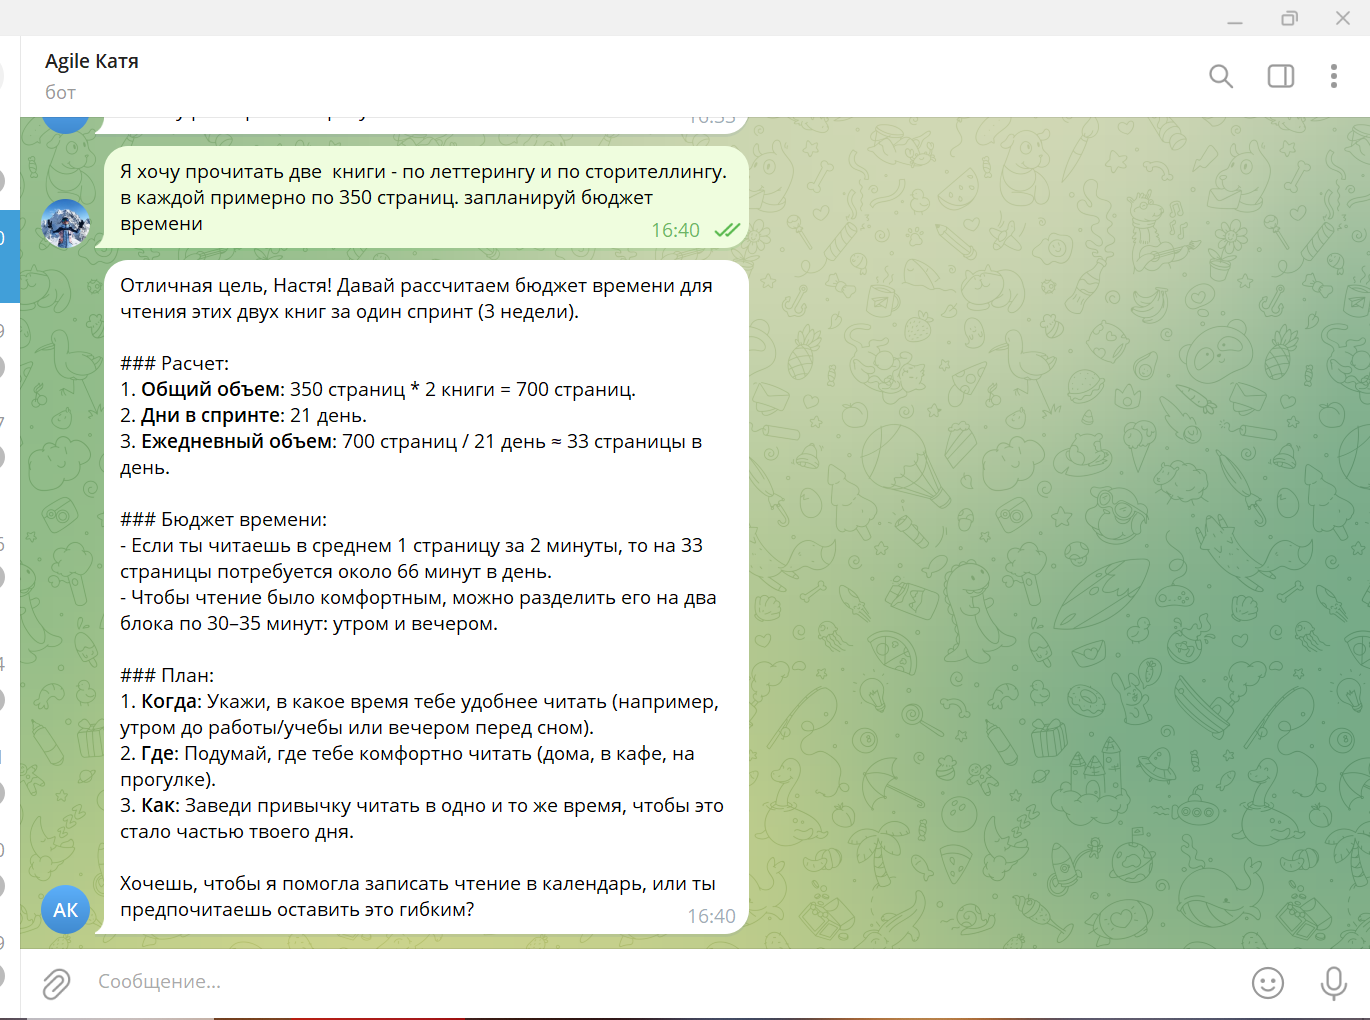 Agile Катя
бот
Я хочу прочитать две  книги - по леттерингу и по сторителлингу.
в каждой примерно по 350 страниц. запланируй бюджет
времени
16:40
Отличная цель, Настя! Давай рассчитаем бюджет времени для
чтения этих двух книг за один спринт (3 недели).
### Расчет:
1. Общий объем: 350 страниц * 2 книги = 700 страниц.
2. Дни в спринте: 21 день.
3. Ежедневный объем: 700 страниц / 21 день ≈ 33 страницы в
день.
### Бюджет времени:
- Если ты читаешь в среднем 1 страницу за 2 минуты, то на 33
страницы потребуется около 66 минут в день.
- Чтобы чтение было комфортным, можно разделить его на два
блока по 30–35 минут: утром и вечером.
### План:
1. Когда: Укажи, в какое время тебе удобнее читать (например,
утром до работы/учебы или вечером перед сном).
2. Где: Подумай, где тебе комфортно читать (дома, в кафе, на
прогулке).
3. Как: Заведи привычку читать в одно и то же время, чтобы это
стало частью твоего дня.
Хочешь, чтобы я помогла записать чтение в календарь, или ты
предпочитаешь оставить это гибким?
16:40
АК
Сообщение...